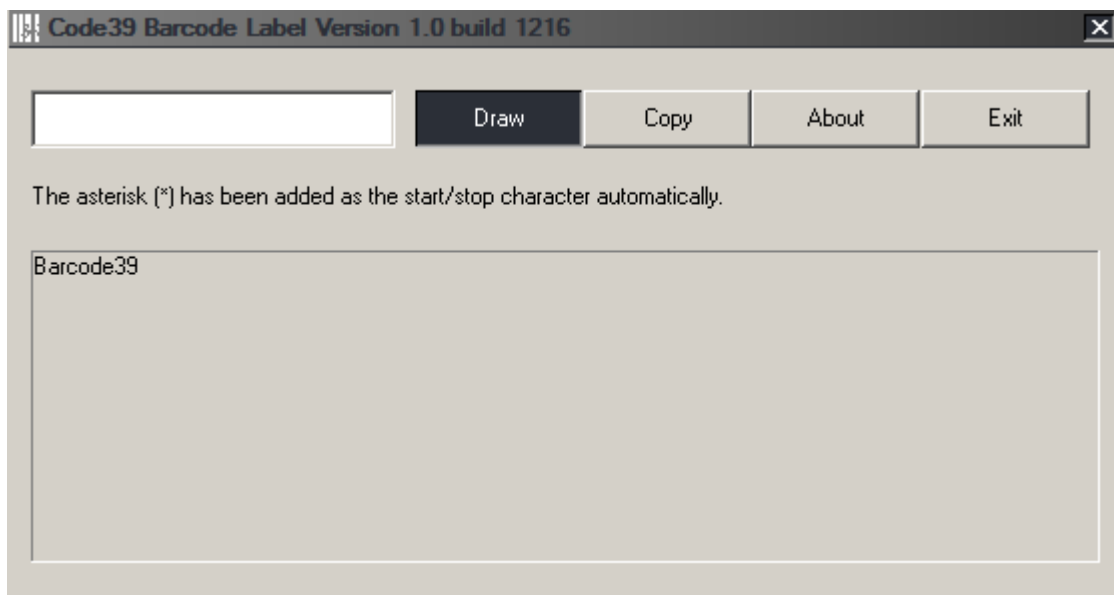 Code39 Barcode Label Version 1.0 build 1216
Draw Copy About Exit
The asterisk (*) has been added as the start/stop character automatically.
Barcode39